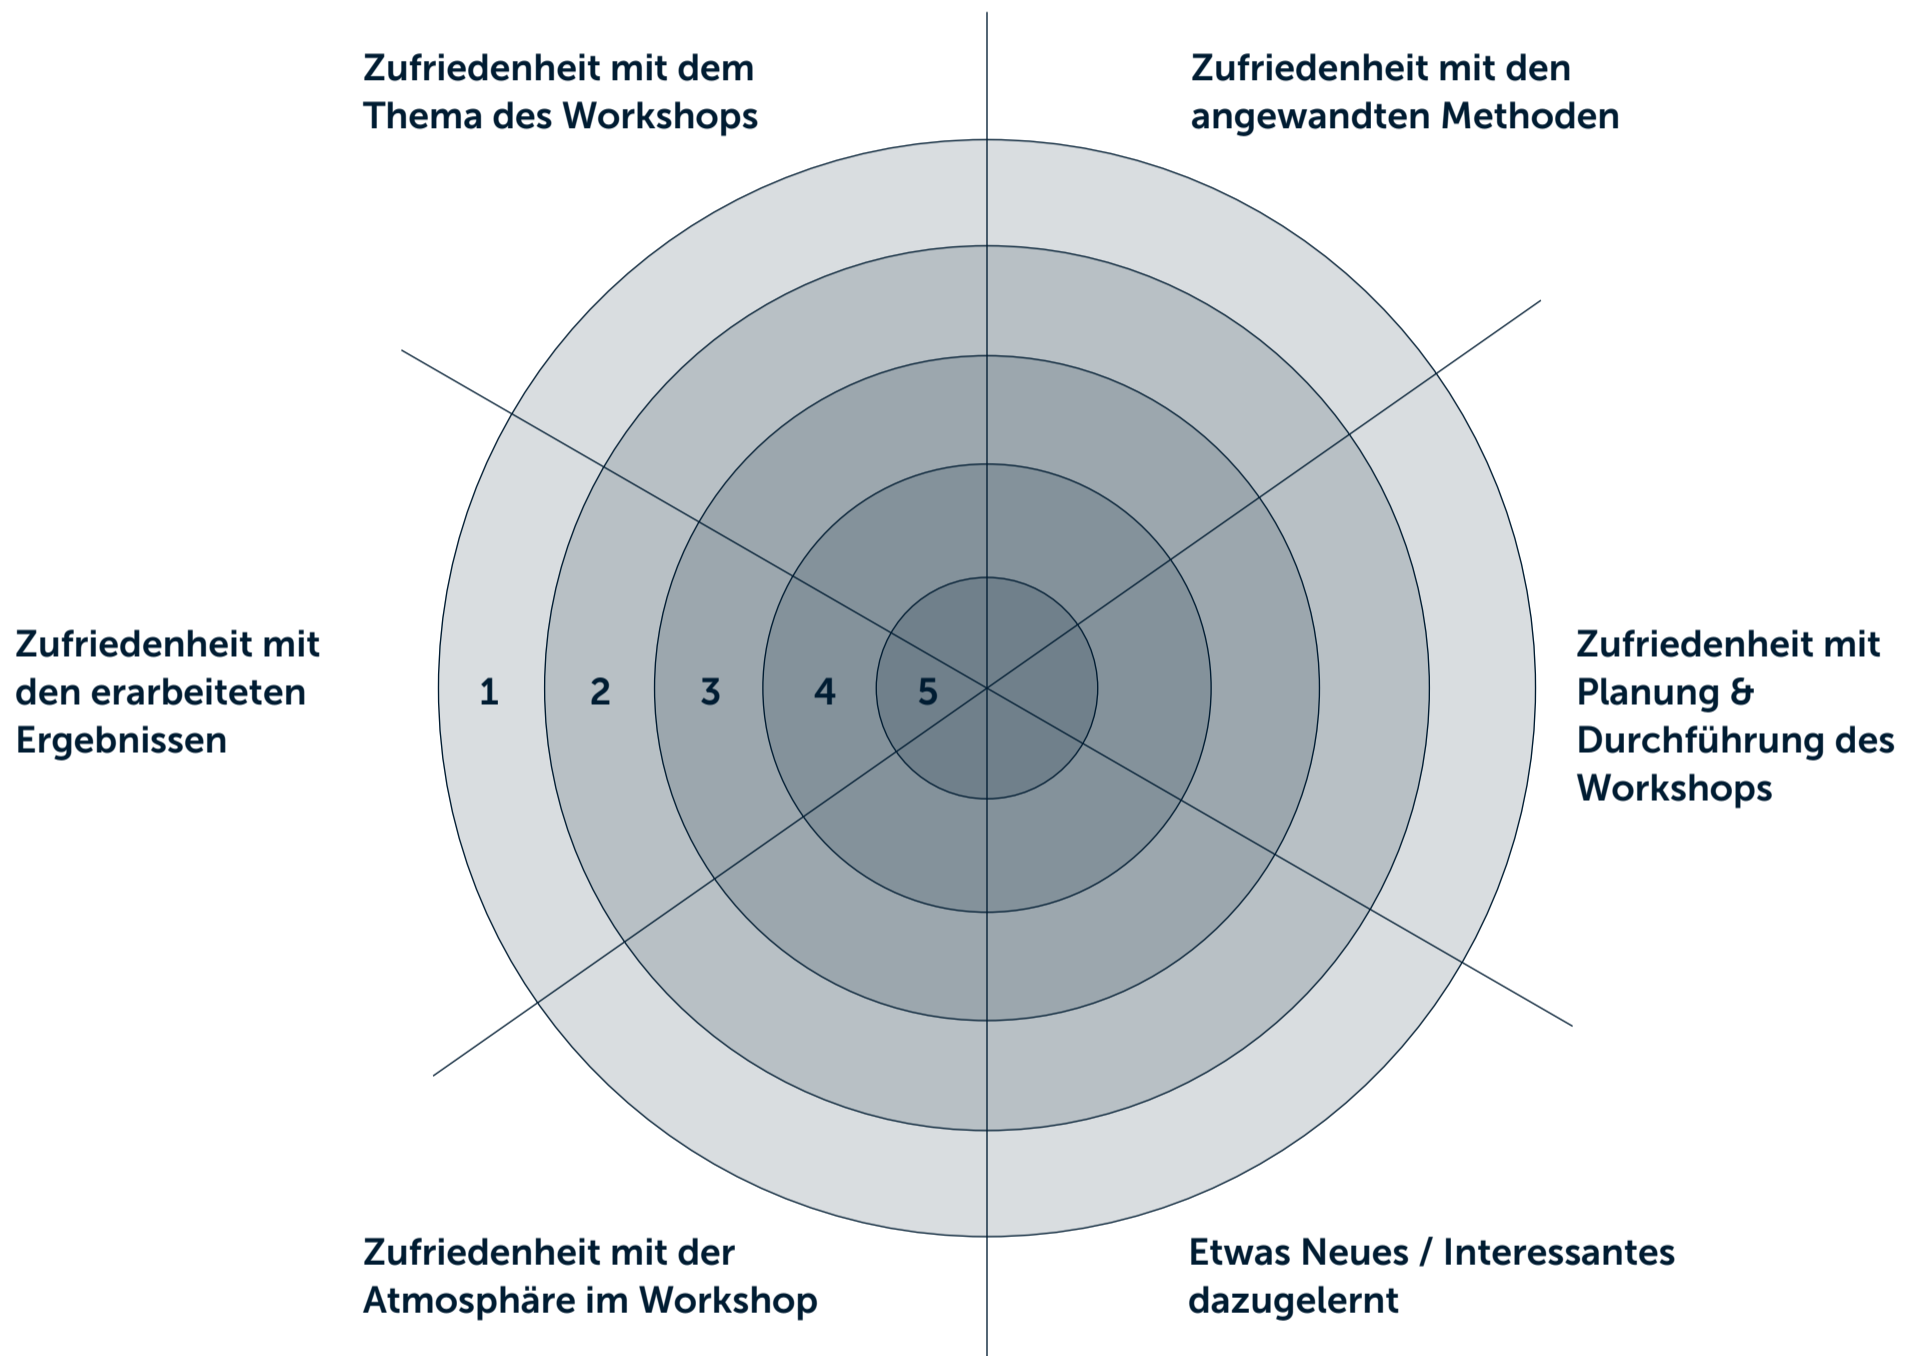 Zufriedenheit mit dem
Thema des Workshops
Zufriedenheit mit den
angewandten Methoden
Zufriedenheit mit
den erarbeiteten
Ergebnissen
1 2 3 4 5
Zufriedenheit mit
Planung &
Durchführung des
Workshops
Zufriedenheit mit der
Atmosphäre im Workshop
Etwas Neues / Interessantes
dazugelernt